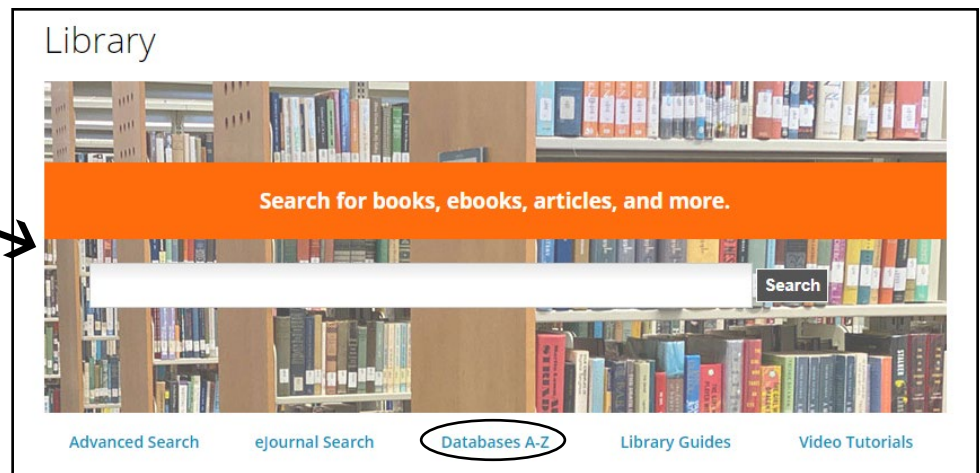 Library
Search for books, ebooks, articles, and more.
Search
Advanced Search eJournal Search Databases A-Z Library Guides Video Tutorials